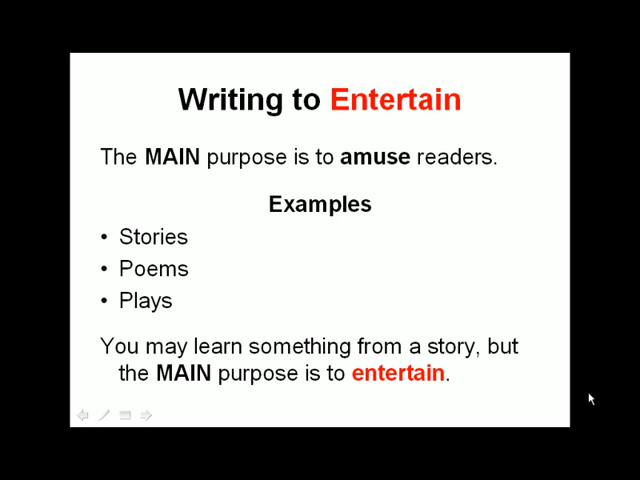 Writing to Entertain
The MAIN purpose is to amuse readers.
Examples
• Stories
• Poems
• Plays
You may learn something from a story, but
the MAIN purpose is to entertain.